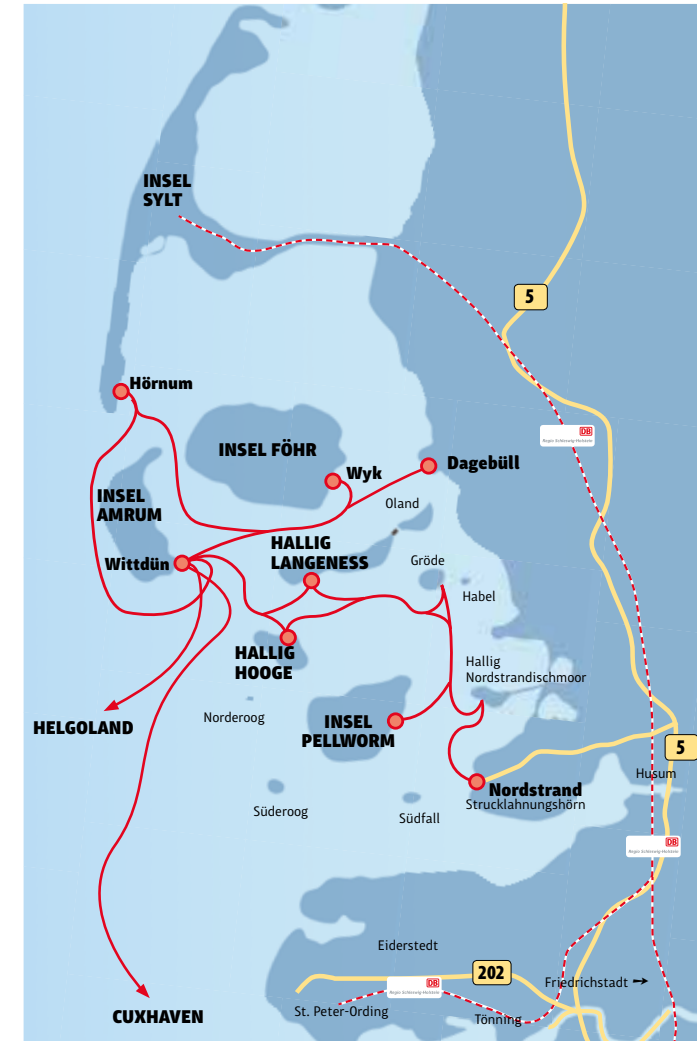 INSEL
SYLT
5
DB
Regio Schleswig-Holstein
Hörnum
INSEL FÖHR
Wyk
Dagebüll
INSEL
AMRUM
Oland
HALLIG
LANGENESS
Wittdün
Gröde
Habel
HALLIG
HOOGE
Hallig
Nordstrandischmoor
Norderoog
HELGOLAND
INSEL
PELLWORM
5
Husum
Nordstrand
Strucklahnungshörn
Süderoog
Südfall
DB
Regio Schleswig-Holstein
Eiderstedt
202
DB
Regio Schleswig-Holstein
Friedrichstadt
St. Peter-Ording
Tönning
CUXHAVEN